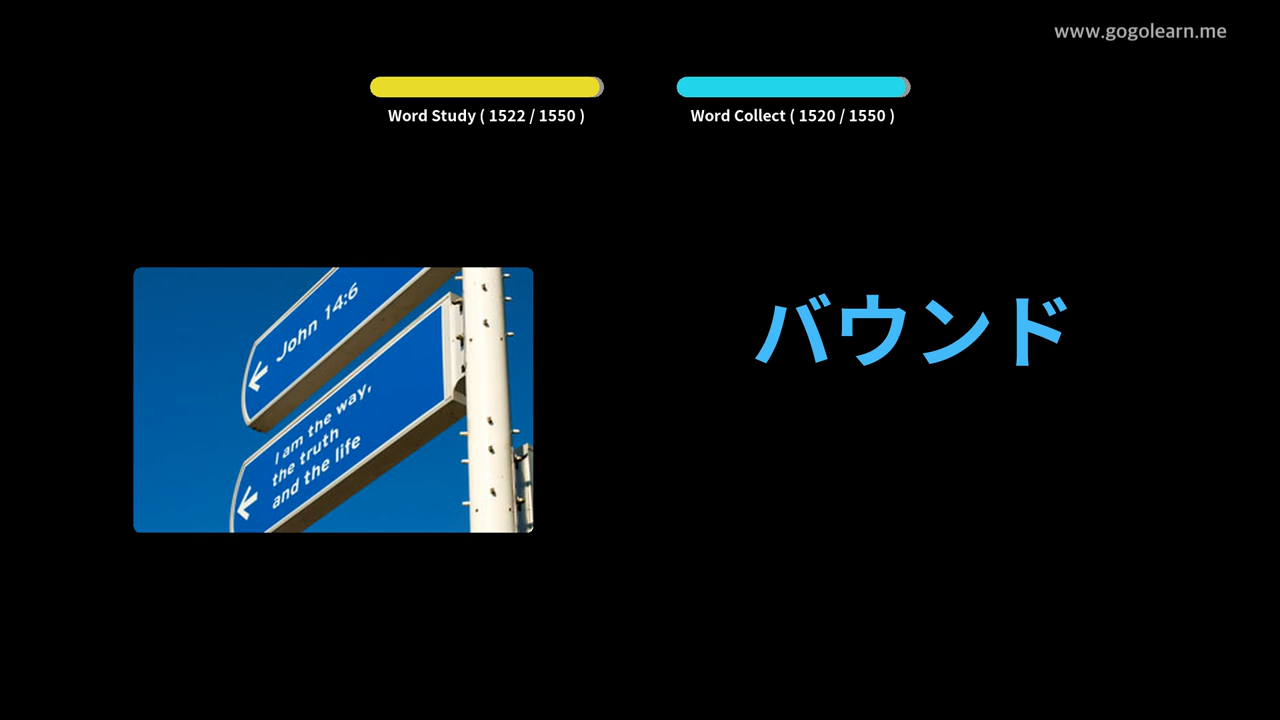 www.gogolearn.me
Word Study ( 1522 / 1550 )
Word Collect ( 1520 / 1550 )
John 14:6
I am the way,
the truth
and the life
バウンド